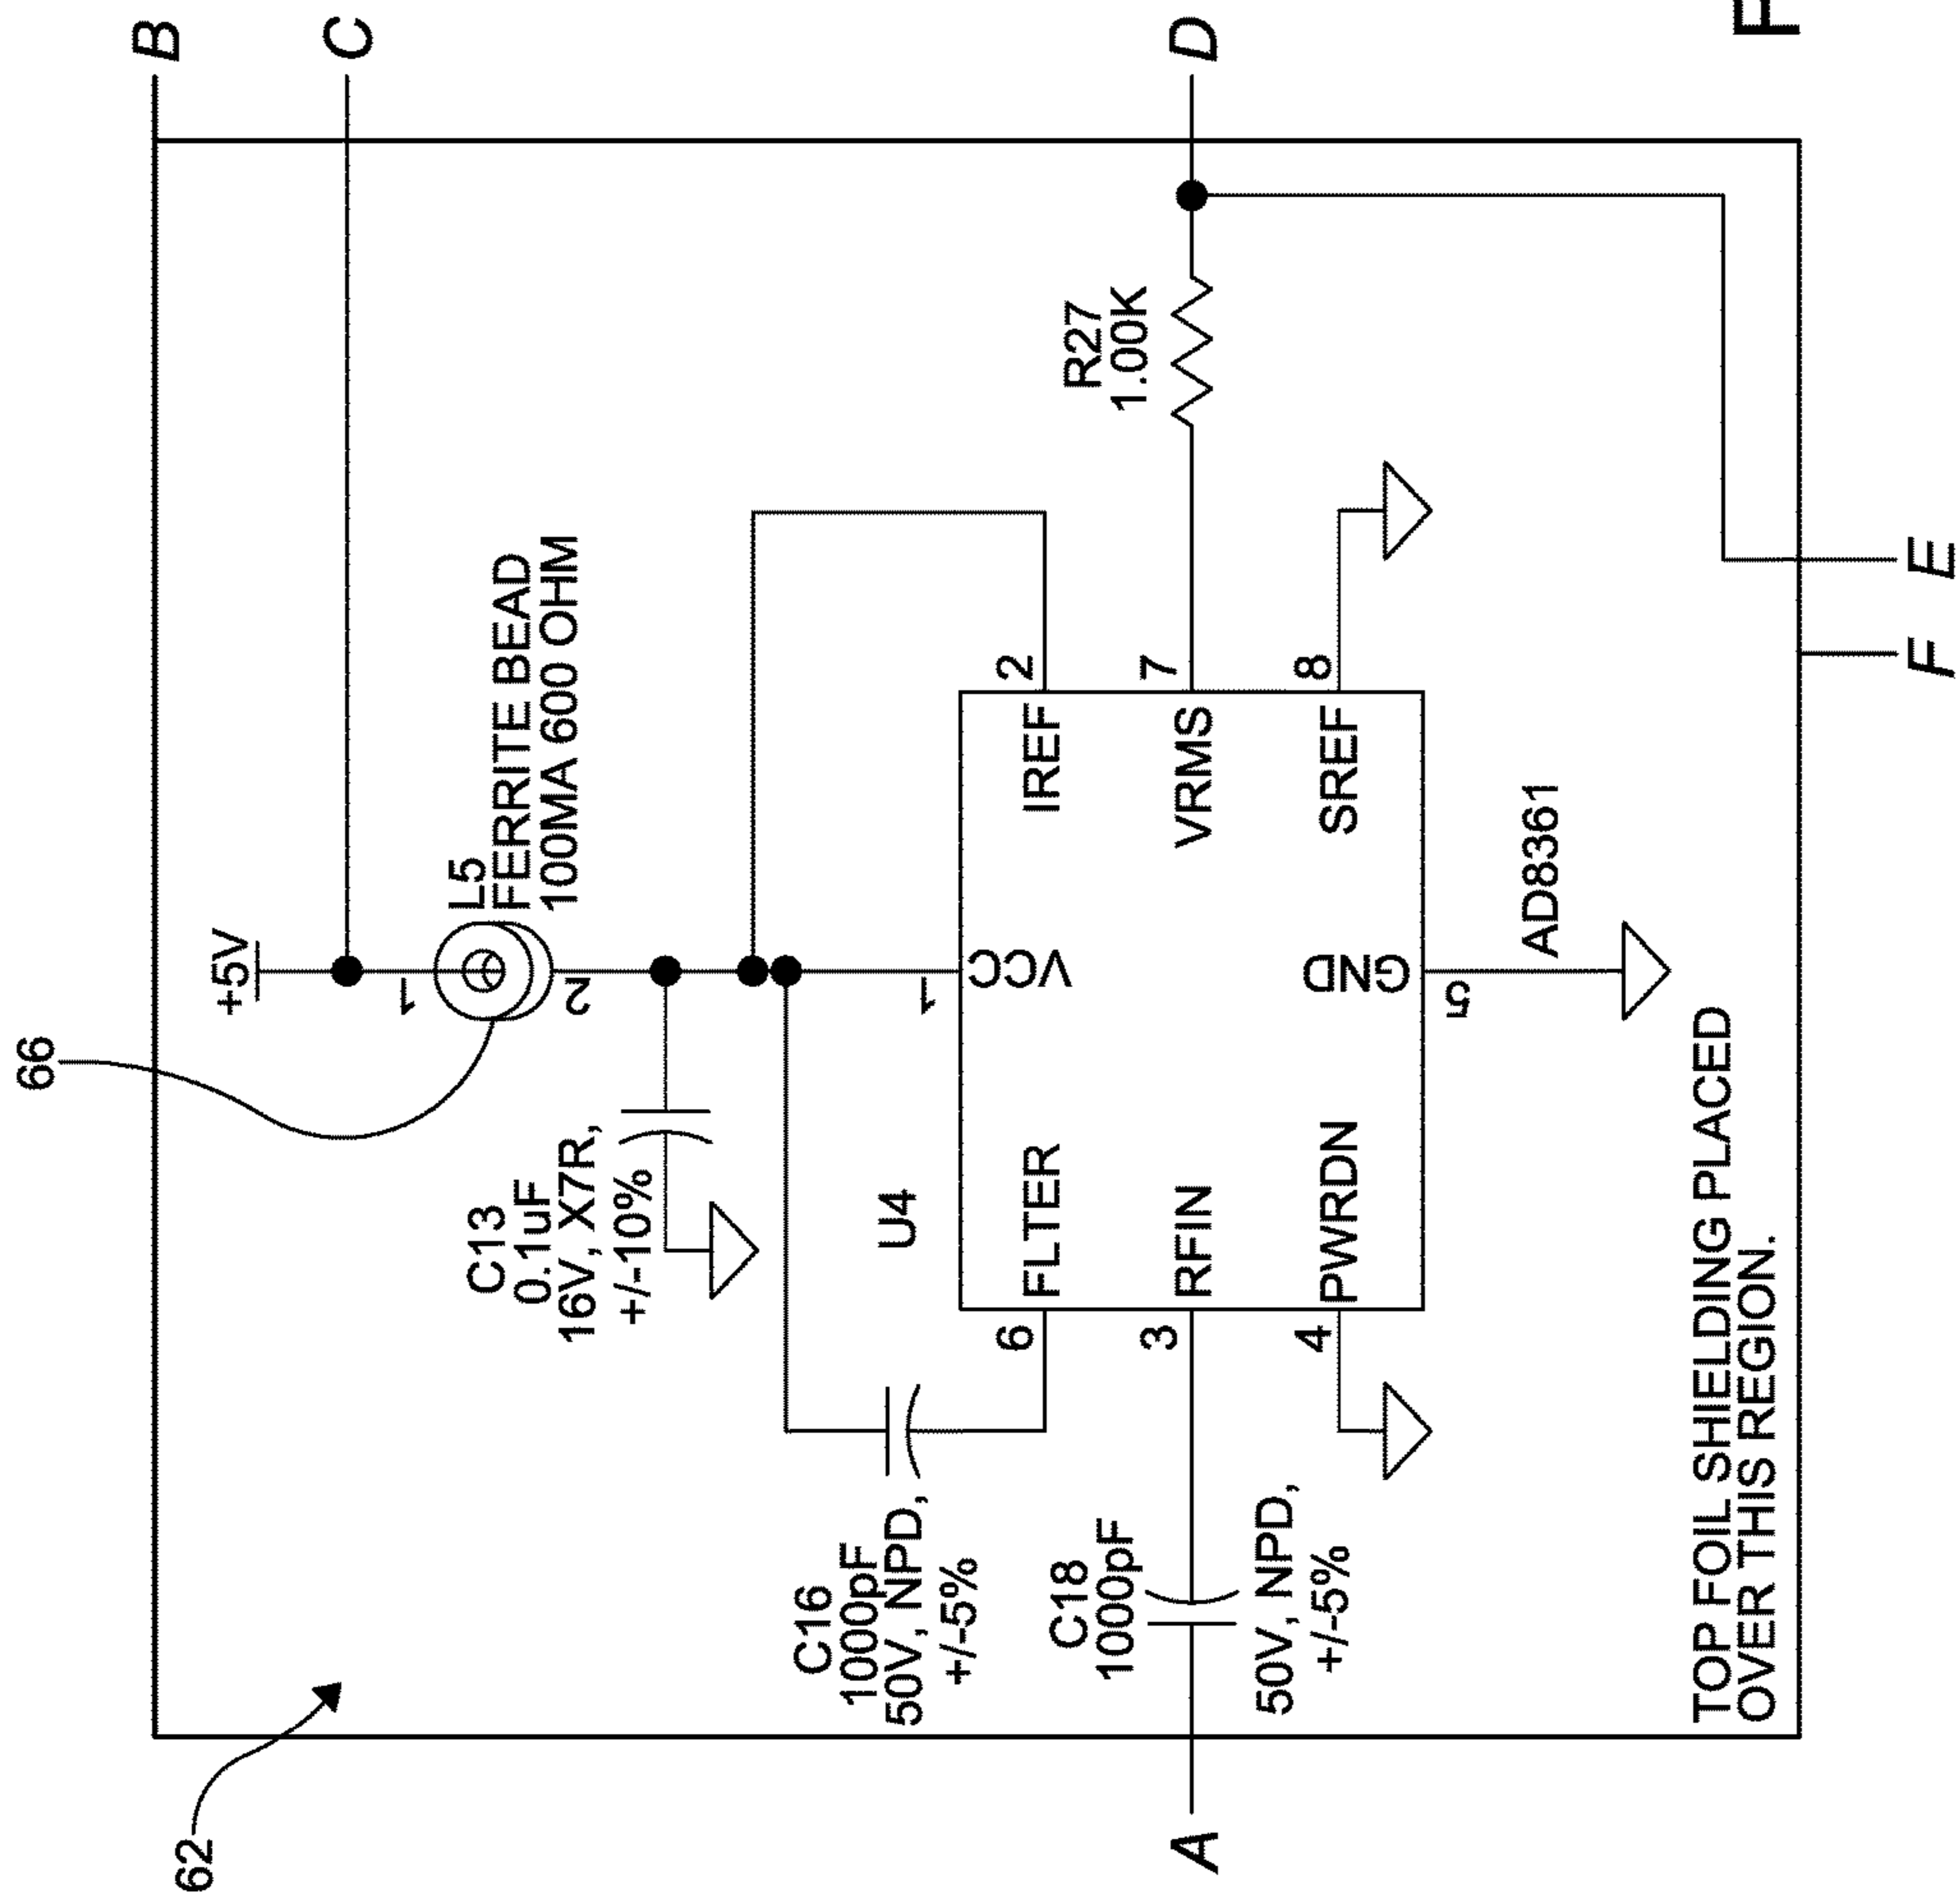 B
C
66
+5V
1
L5
FERRITE BEAD
100MA 600 OHM
2
C13
0.1uF
16V, X7R,
+/-10%
62
C16
1000pF
50V, NPD,
+/-5%
U4
1
VCC
6
FLTER
IREF
2
A
C18
1000pF
50V, NPD,
+/-5%
3
RFIN
VRMS
7
R27
1.00K
D
4
PWRDN
SREF
8
GND
5
AD8361
TOP FOIL SHIELDING PLACED
OVER THIS REGION.
F
E
F